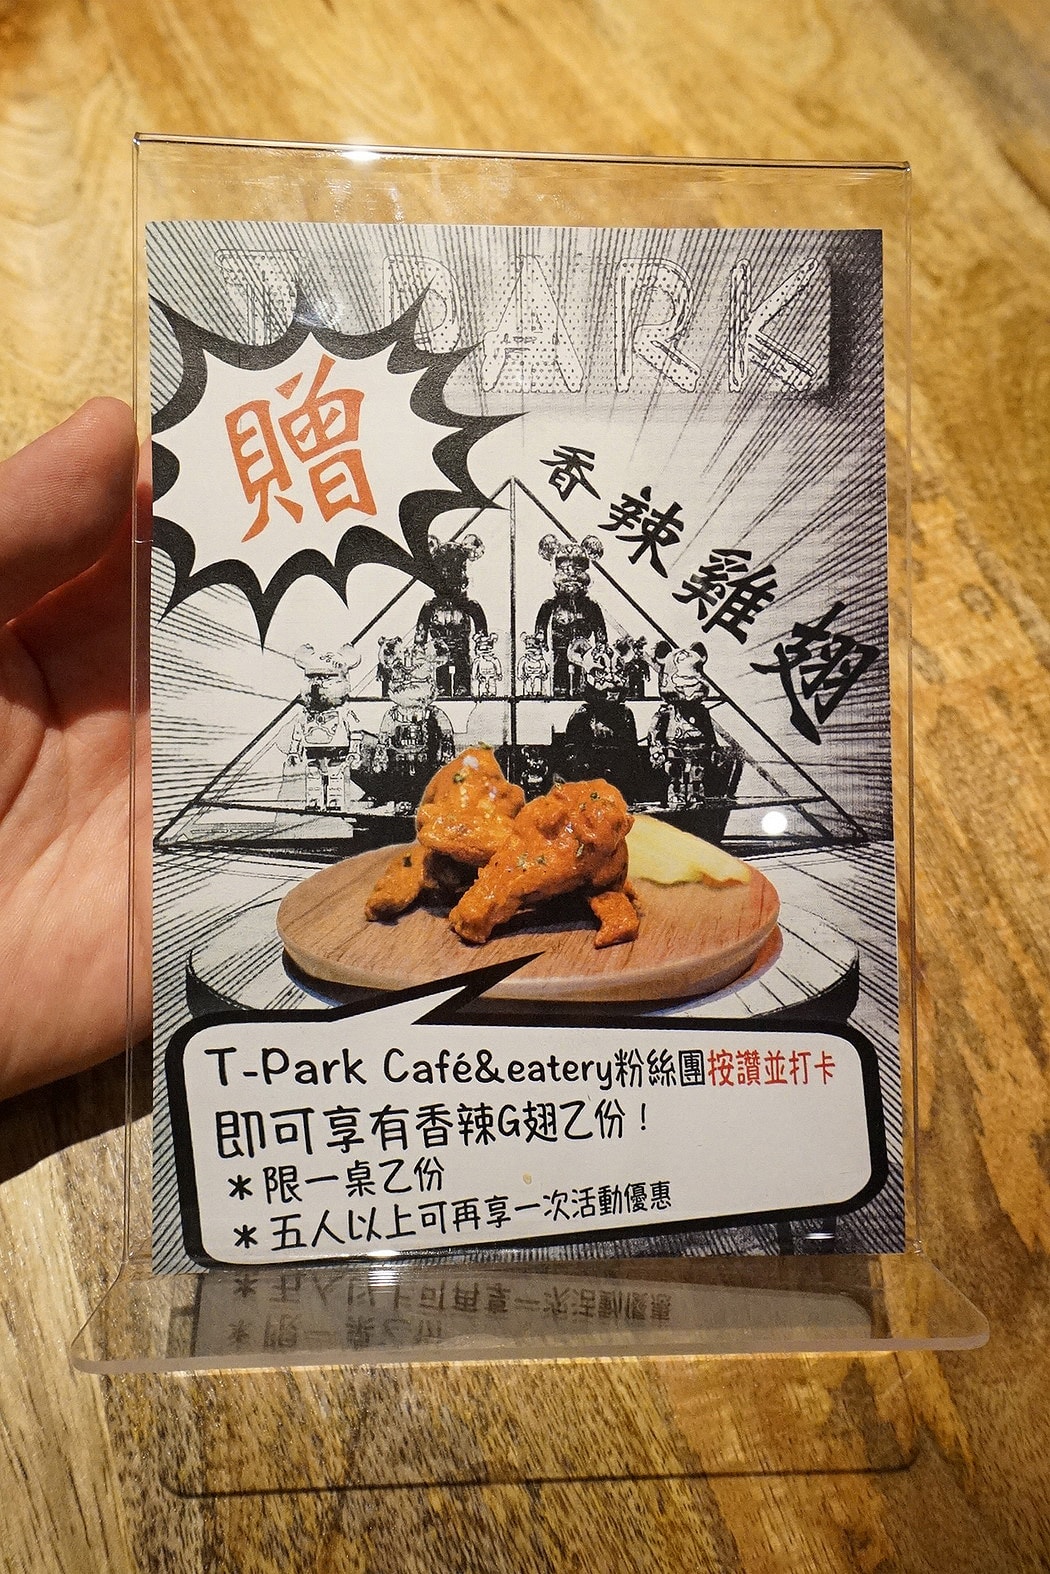 T-PARK
贈
香辣雞翅
T-Park Café&eatery粉絲團按讚並打卡
即可享有香辣G翅乙份！
＊限一桌乙份
＊五人以上可再享一次活動優惠